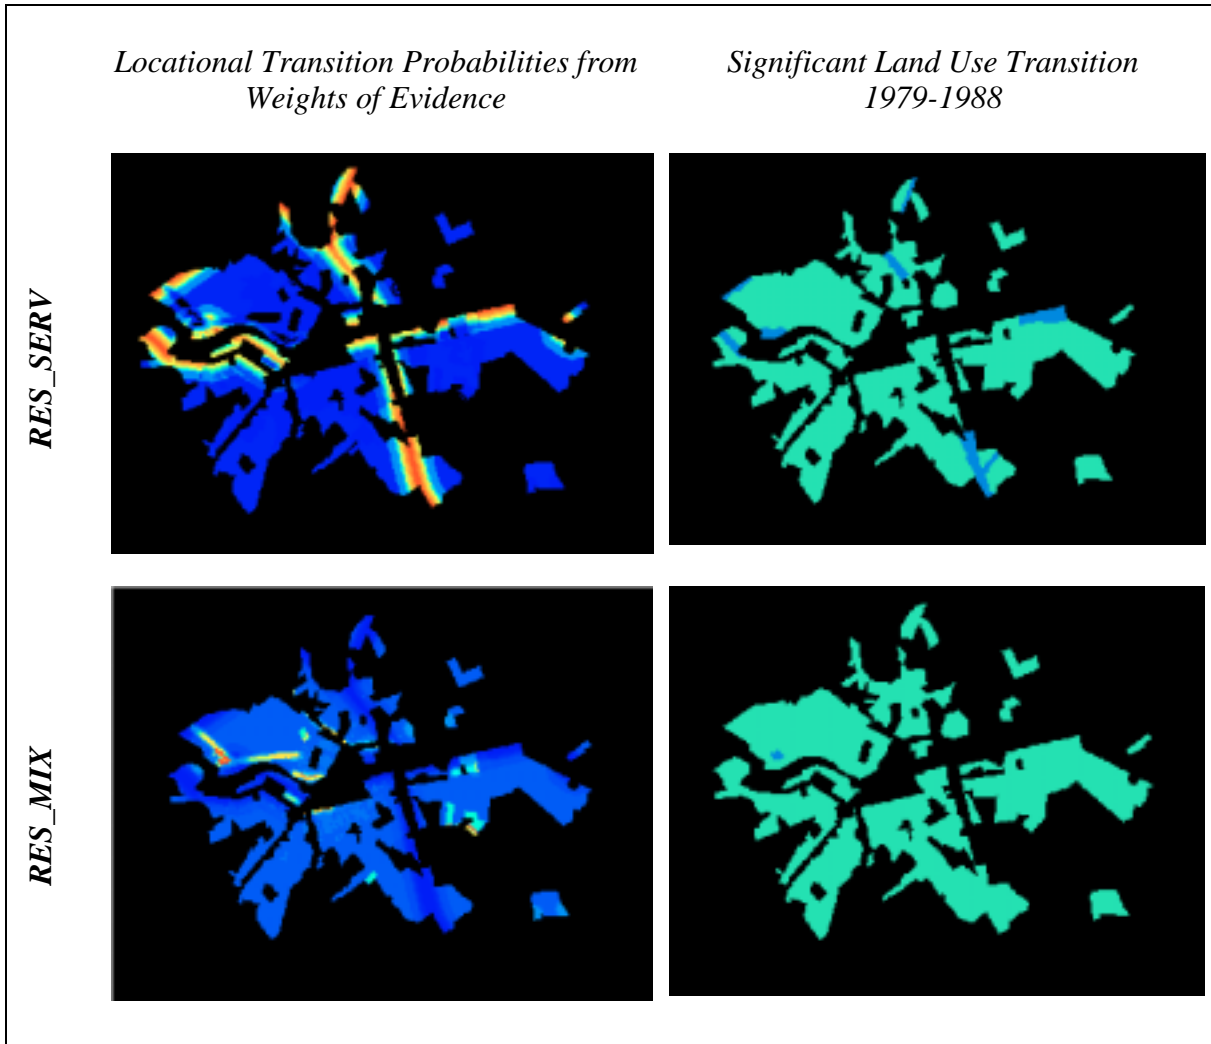 Locational Transition Probabilities from
Weights of Evidence
Significant Land Use Transition
1979-1988
RES_SERV
RES_MIX